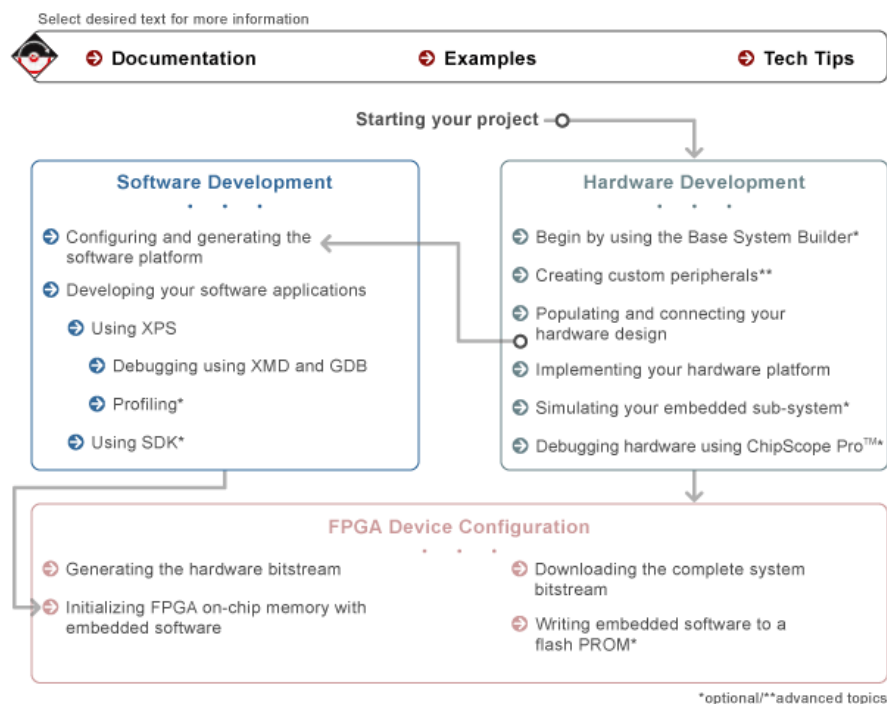 Select desired text for more information
Documentation
Examples
Tech Tips
Starting your project
Software Development
Configuring and generating the
software platform
Developing your software applications
Using XPS
Debugging using XMD and GDB
Profiling*
Using SDK*
Hardware Development
Begin by using the Base System Builder*
Creating custom peripherals**
Populating and connecting your
hardware design
Implementing your hardware platform
Simulating your embedded sub-system*
Debugging hardware using ChipScope Pro™*
FPGA Device Configuration
Generating the hardware bitstream
Initializing FPGA on-chip memory with
embedded software
Downloading the complete system
bitstream
Writing embedded software to a
flash PROM*
*optional/**advanced topics